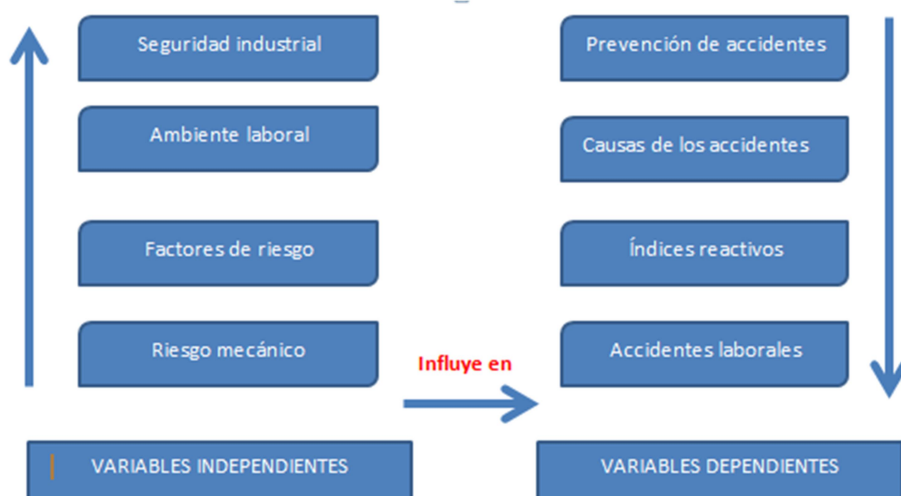 Seguridad industrial
Ambiente laboral
Factores de riesgo
Riesgo mecánico
Influye en
Prevención de accidentes
Causas de los accidentes
Índices reactivos
Accidentes laborales
VARIABLES INDEPENDIENTES
VARIABLES DEPENDIENTES